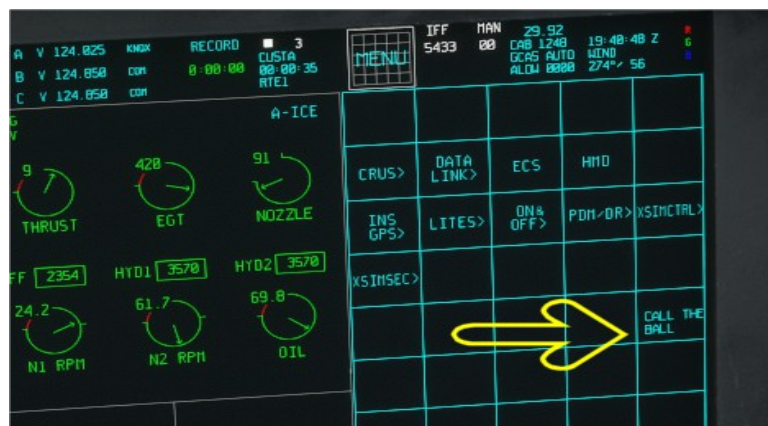 A V 124.025 KNQX
B V 124.850 COM
C V 124.850 COM
RECORD
0:00:00
3
CUSTA
00:00:35
RTE1
MENU
IFF MAN
5433 00
29.92
CAB 1248 19:40:48 Z
GCAS AUTO WIND
ALOW 0000 274°/ 56
R
G
B
G
V
A-ICE
9
THRUST
420
EGT
91
NOZZLE
FF 2354
HYD1 3570
HYD2 3570
24.2
N1 RPM
61.7
N2 RPM
69.8
OIL
CRUS>
DATA
LINK>
ECS
HMD
INS
GPS>
LITES>
ON&
OFF>
PDM/DR>
XSIMCTRL>
XSIMSEC>
CALL THE
BALL